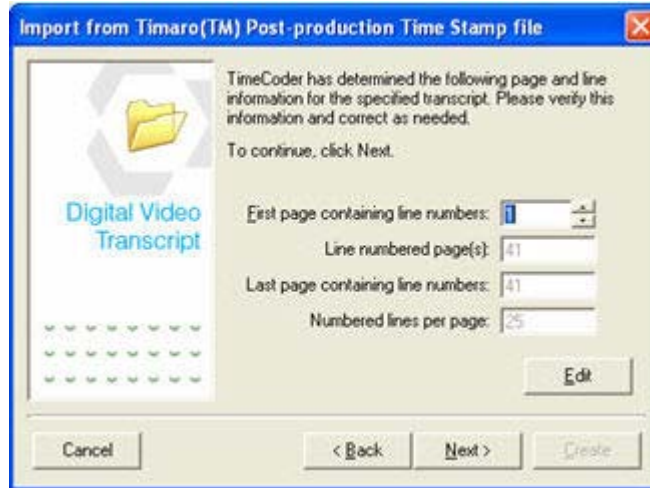 Import from Timaro(TM) Post-production Time Stamp file
TimeCoder has determined the following page and line
information for the specified transcript. Please verify this
information and correct as needed.
To continue, click Next.
Digital Video
Transcript
First page containing line numbers: 1
Line numbered page(s): 41
Last page containing line numbers: 41
Numbered lines per page: 25
Edit
Cancel
< Back
Next >
Create